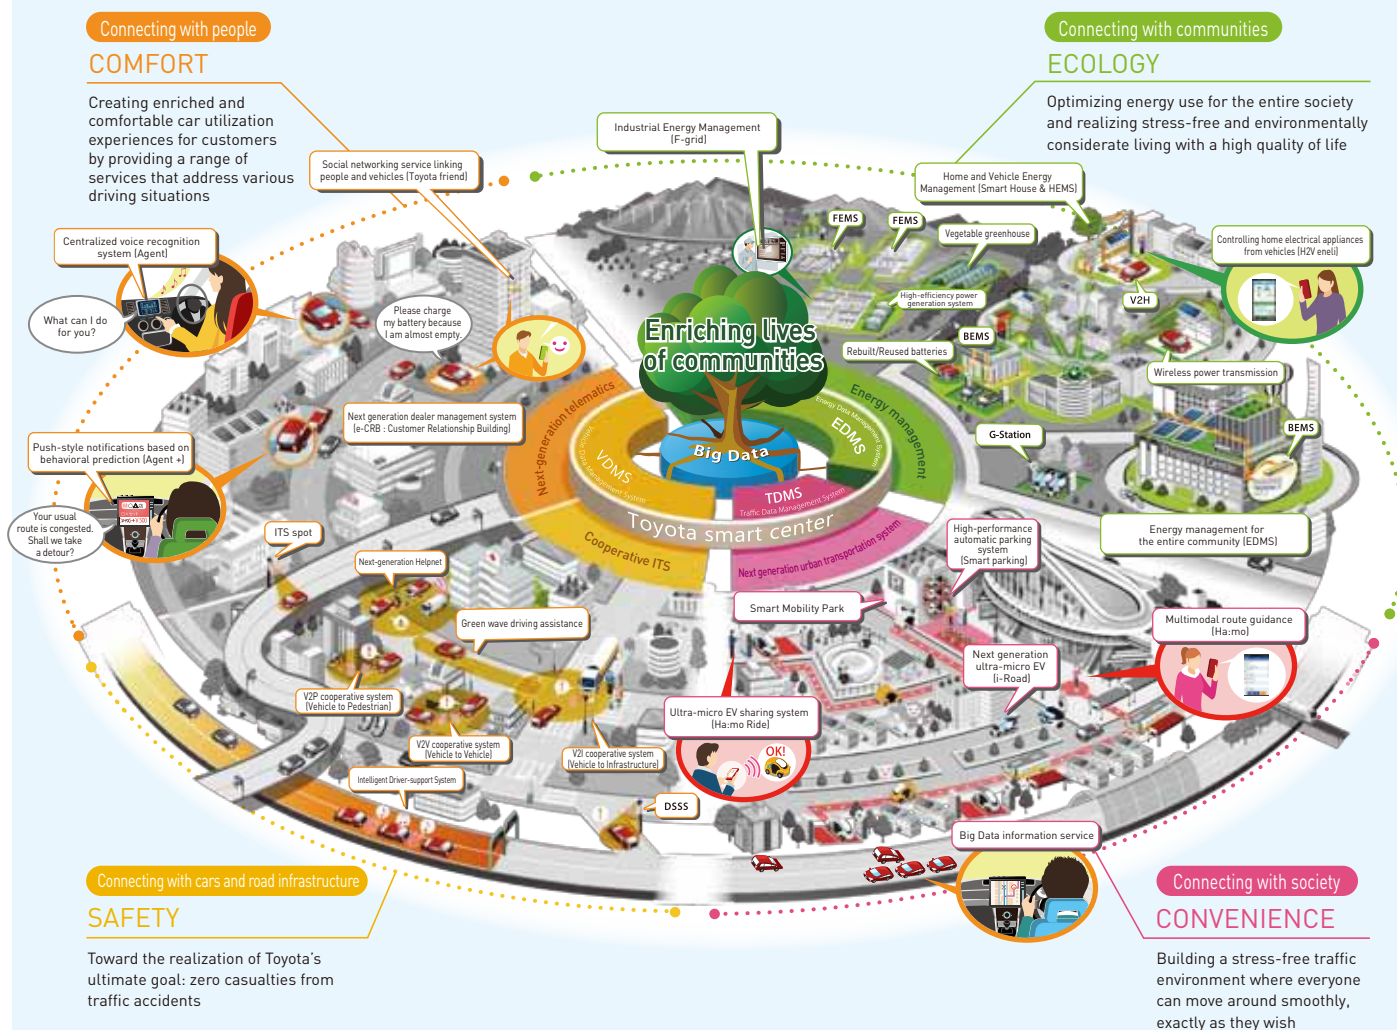 Connecting with people
COMFORT
Creating enriched and
comfortable car utilization
experiences for customers
by providing a range of
services that address various
driving situations
Connecting with communities
ECOLOGY
Optimizing energy use for the entire society
and realizing stress-free and environmentally
considerate living with a high quality of life
Industrial Energy Management
(F-grid)
Social networking service linking
people and vehicles (Toyota friend)
Home and Vehicle Energy
Management (Smart House & HEMS)
FEMS
FEMS
Vegetable greenhouse
Centralized voice recognition
system (Agent)
Controlling home electrical appliances
from vehicles (H2V eneli)
What can I do
for you?
Please charge
my battery because
I am almost empty.
High-efficiency power
generation system
V2H
Enriching lives
of communities
BEMS
Rebuilt/Reused batteries
Wireless power transmission
Next generation dealer management system
(e-CRB : Customer Relationship Building)
Next-generation telematics
Energy management
VDMS
Vehicle Data Management System
EDMS
Energy Data Management System
Big Data
TDMS
Traffic Data Management System
Toyota smart center
Cooperative ITS
Next generation urban transportation system
G-Station
BEMS
Push-style notifications based on
behavioral prediction (Agent +)
Your usual
route is congested.
Shall we take
a detour?
ITS spot
High-performance
automatic parking
system
(Smart parking)
Energy management for
the entire community (EDMS)
Next-generation Helpnet
Smart Mobility Park
Green wave driving assistance
Multimodal route guidance
(Ha:mo)
Next generation
ultra-micro EV
(i-Road)
V2P cooperative system
(Vehicle to Pedestrian)
Ultra-micro EV sharing system
(Ha:mo Ride)
OK!
V2V cooperative system
(Vehicle to Vehicle)
V2I cooperative system
(Vehicle to Infrastructure)
Intelligent Driver-support System
DSSS
Big Data information service
Connecting with cars and road infrastructure
SAFETY
Toward the realization of Toyota's
ultimate goal: zero casualties from
traffic accidents
Connecting with society
CONVENIENCE
Building a stress-free traffic
environment where everyone
can move around smoothly,
exactly as they wish